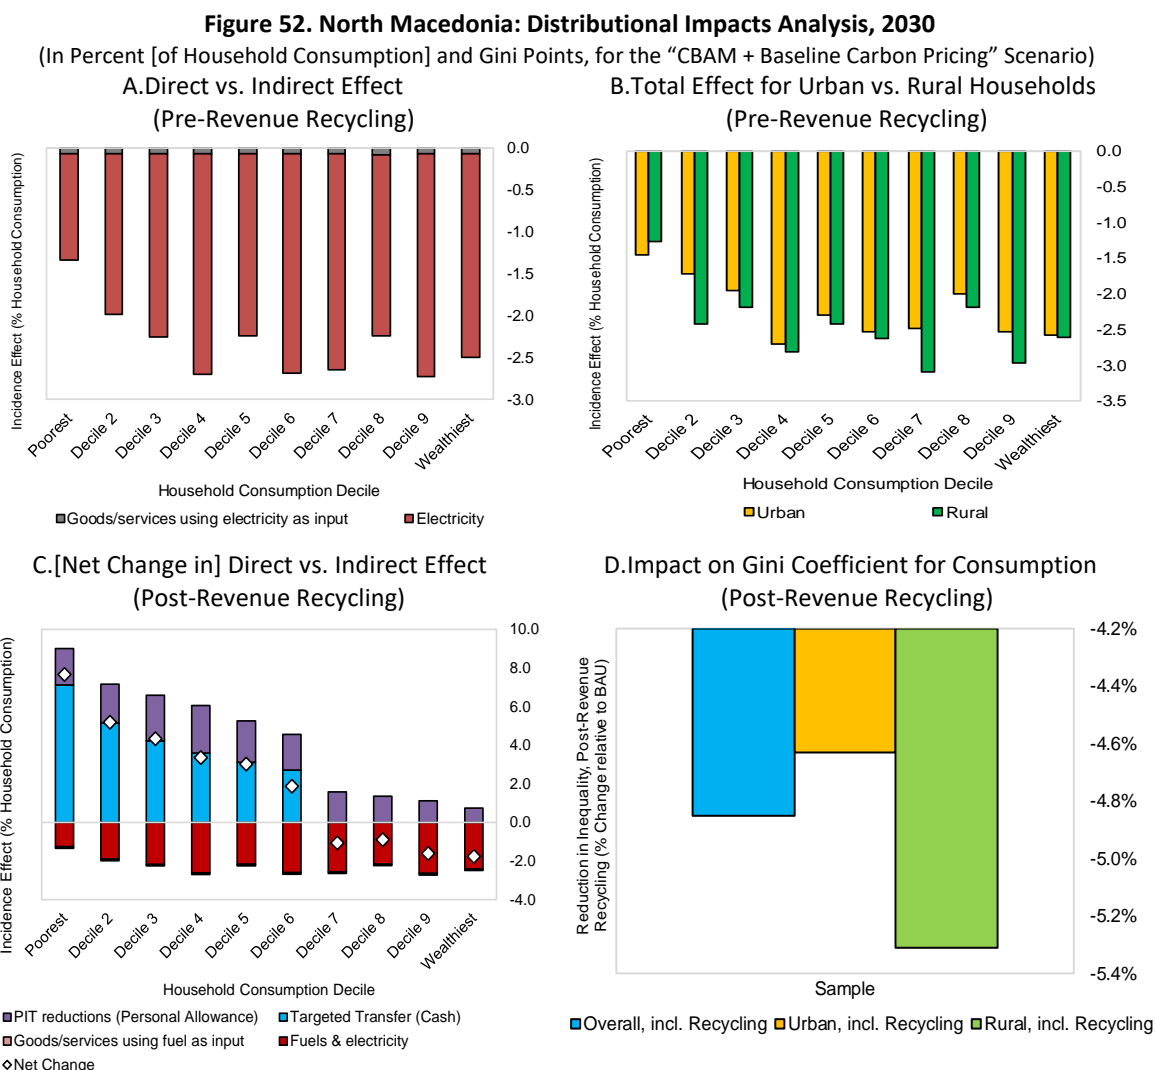 Figure 52. North Macedonia: Distributional Impacts Analysis, 2030
(In Percent [of Household Consumption] and Gini Points, for the “CBAM + Baseline Carbon Pricing” Scenario)
A.Direct vs. Indirect Effect
(Pre-Revenue Recycling)
Incidence Effect (% Household Consumption)
0.0
-0.5
-1.0
-1.5
-2.0
-2.5
-3.0
Poorest
Decile 2
Decile 3
Decile 4
Decile 5
Decile 6
Decile 7
Decile 8
Decile 9
Wealthiest
Household Consumption Decile
Goods/services using electricity as input
Electricity
B.Total Effect for Urban vs. Rural Households
(Pre-Revenue Recycling)
Incidence Effect (% Household Consumption)
0.0
-0.5
-1.0
-1.5
-2.0
-2.5
-3.0
-3.5
Poorest
Decile 2
Decile 3
Decile 4
Decile 5
Decile 6
Decile 7
Decile 8
Decile 9
Wealthiest
Household Consumption Decile
Urban
Rural
C.[Net Change in] Direct vs. Indirect Effect
(Post-Revenue Recycling)
Incidence Effect (% Household Consumption)
10.0
8.0
6.0
4.0
2.0
0.0
-2.0
-4.0
Poorest
Decile 2
Decile 3
Decile 4
Decile 5
Decile 6
Decile 7
Decile 8
Decile 9
Wealthiest
Household Consumption Decile
PIT reductions (Personal Allowance)
Targeted Transfer (Cash)
Goods/services using fuel as input
Fuels & electricity
Net Change
D.Impact on Gini Coefficient for Consumption
(Post-Revenue Recycling)
Reduction in Inequality, Post-Revenue
Recycling (% Change relative to BAU)
-4.2%
-4.4%
-4.6%
-4.8%
-5.0%
-5.2%
-5.4%
Sample
Overall, incl. Recycling
Urban, incl. Recycling
Rural, incl. Recycling